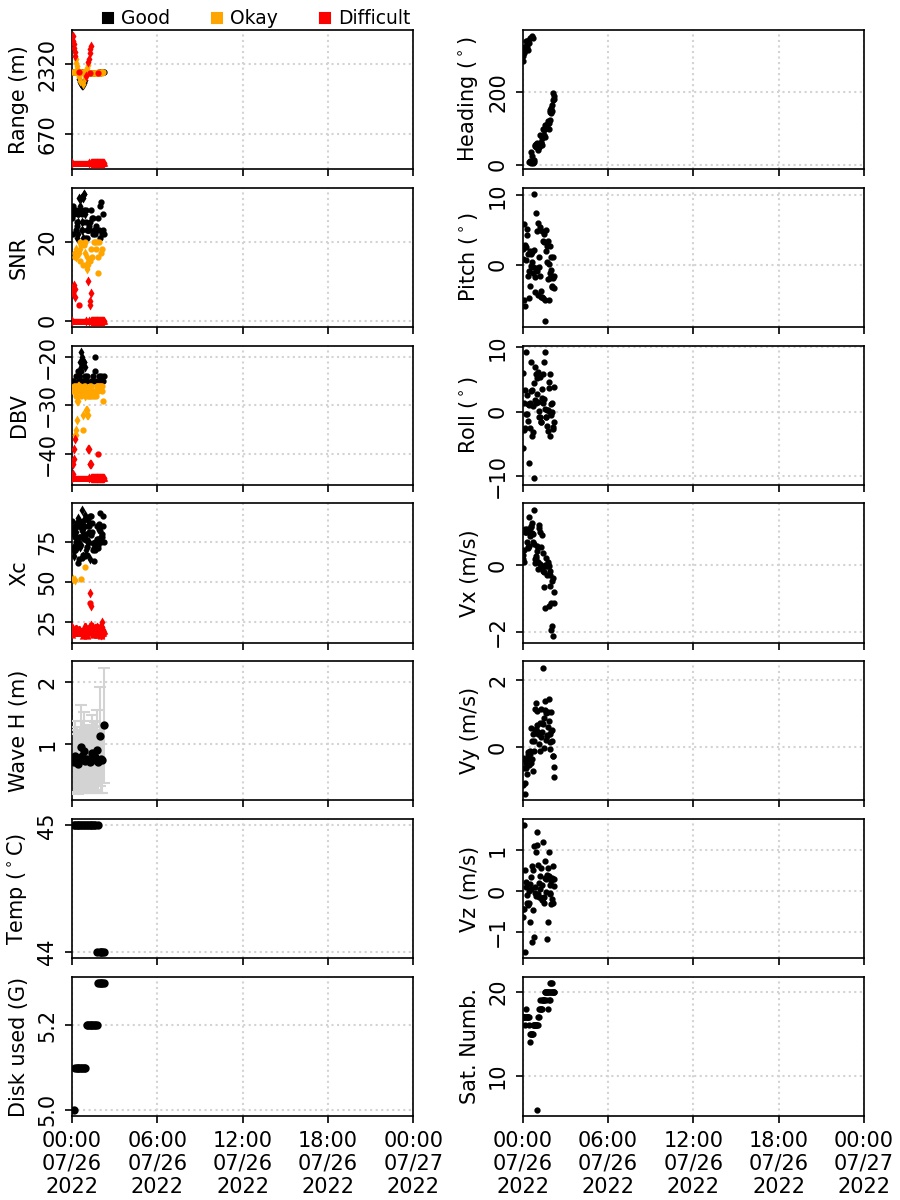 Good Okay Difficult
Range (m)
2320
670
Heading (°)
200
0
SNR
20
0
Pitch (°)
10
0
DBV
−20
−30
−40
Roll (°)
10
0
−10
Xc
75
50
25
Vx (m/s)
0
−2
Wave H (m)
2
1
Vy (m/s)
2
0
Temp (°C)
45
44
Vz (m/s)
1
0
−1
Disk used (G)
5.2
5.0
Sat. Numb.
20
10
00:00 06:00 12:00 18:00 00:00
07/26 07/26 07/26 07/26 07/27
2022 2022 2022 2022 2022
00:00 06:00 12:00 18:00 00:00
07/26 07/26 07/26 07/26 07/27
2022 2022 2022 2022 2022